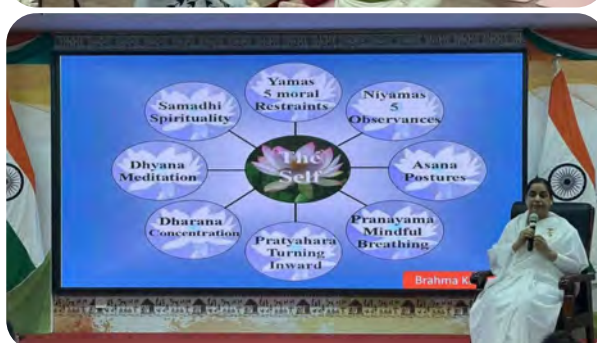 Yamas
5 moral
Restraints
Niyamas
5
Observances
Asana
Postures
Pranayama
Mindful
Breathing
Pratyahara
Turning
Inward
Dharana
Concentration
Dhyana
Meditation
Samadhi
Spirituality
The
Self
Brahma